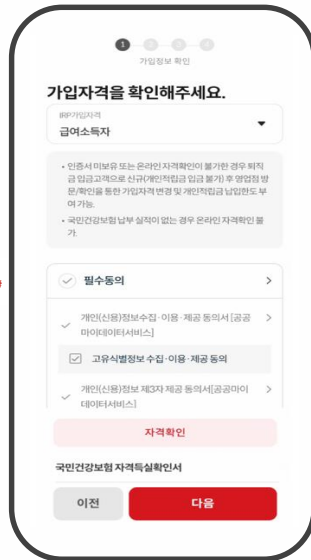 1 2 3 4
가입정보 확인
가입자격을 확인해주세요.
IRP가입자격
급여소득자
• 인증서미보유 또는 온라인 자격확인이 불가한 경우 퇴직
금 입금고객으로 신규(개인적립금 입금 불가) 후 영업점 방
문/확인을 통한 가입자격 변경 및 개인적립금 납입한도 부
여 가능.
• 국민건강보험 납부 실적이 없는 경우 온라인 자격확인 불
가.
필수동의
개인(신용)정보수집·이용·제공 동의서 [공공
마이데이터서비스]
고유식별정보 수집·이용·제공 동의
개인(신용)정보 제3자 제공 동의서[공공마이
데이터서비스]
자격확인
국민건강보험 자격득실확인서
이전 다음